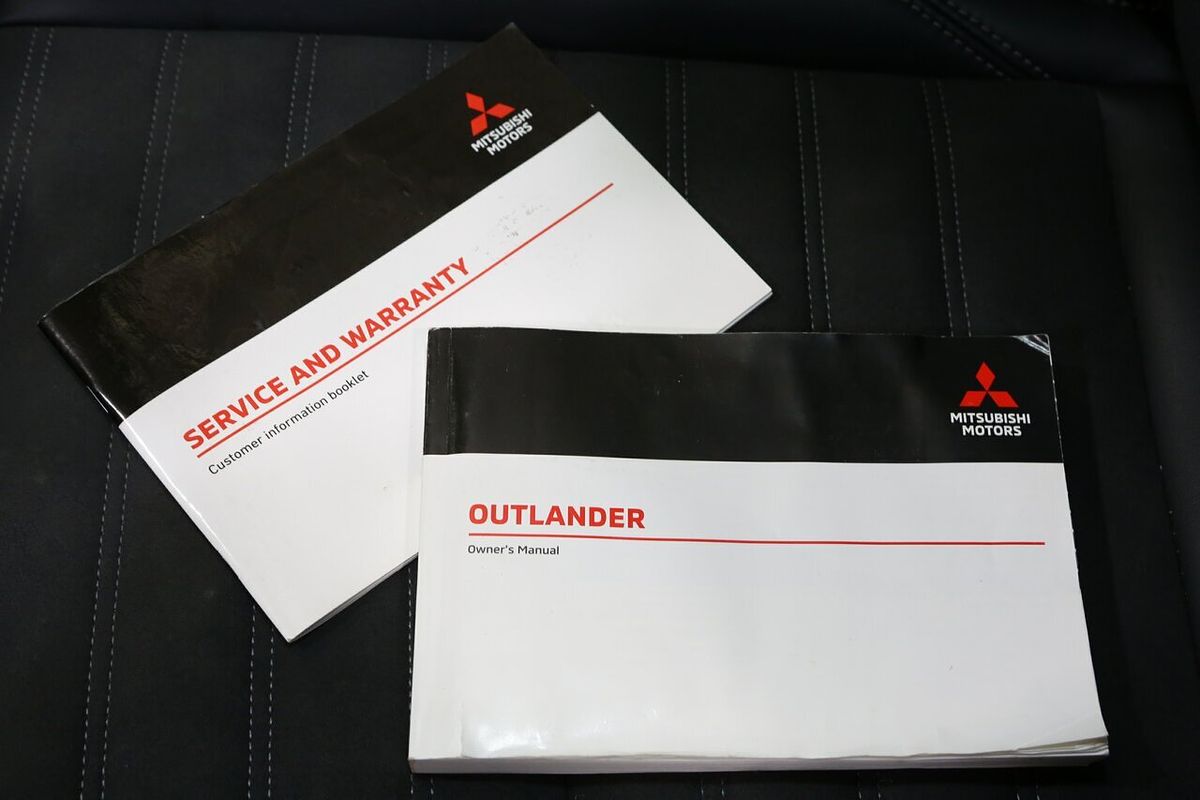 MITSUBISHI
MOTORS
SERVICE AND WARRANTY
Customer information booklet
MITSUBISHI
MOTORS
OUTLANDER
Owner's Manual